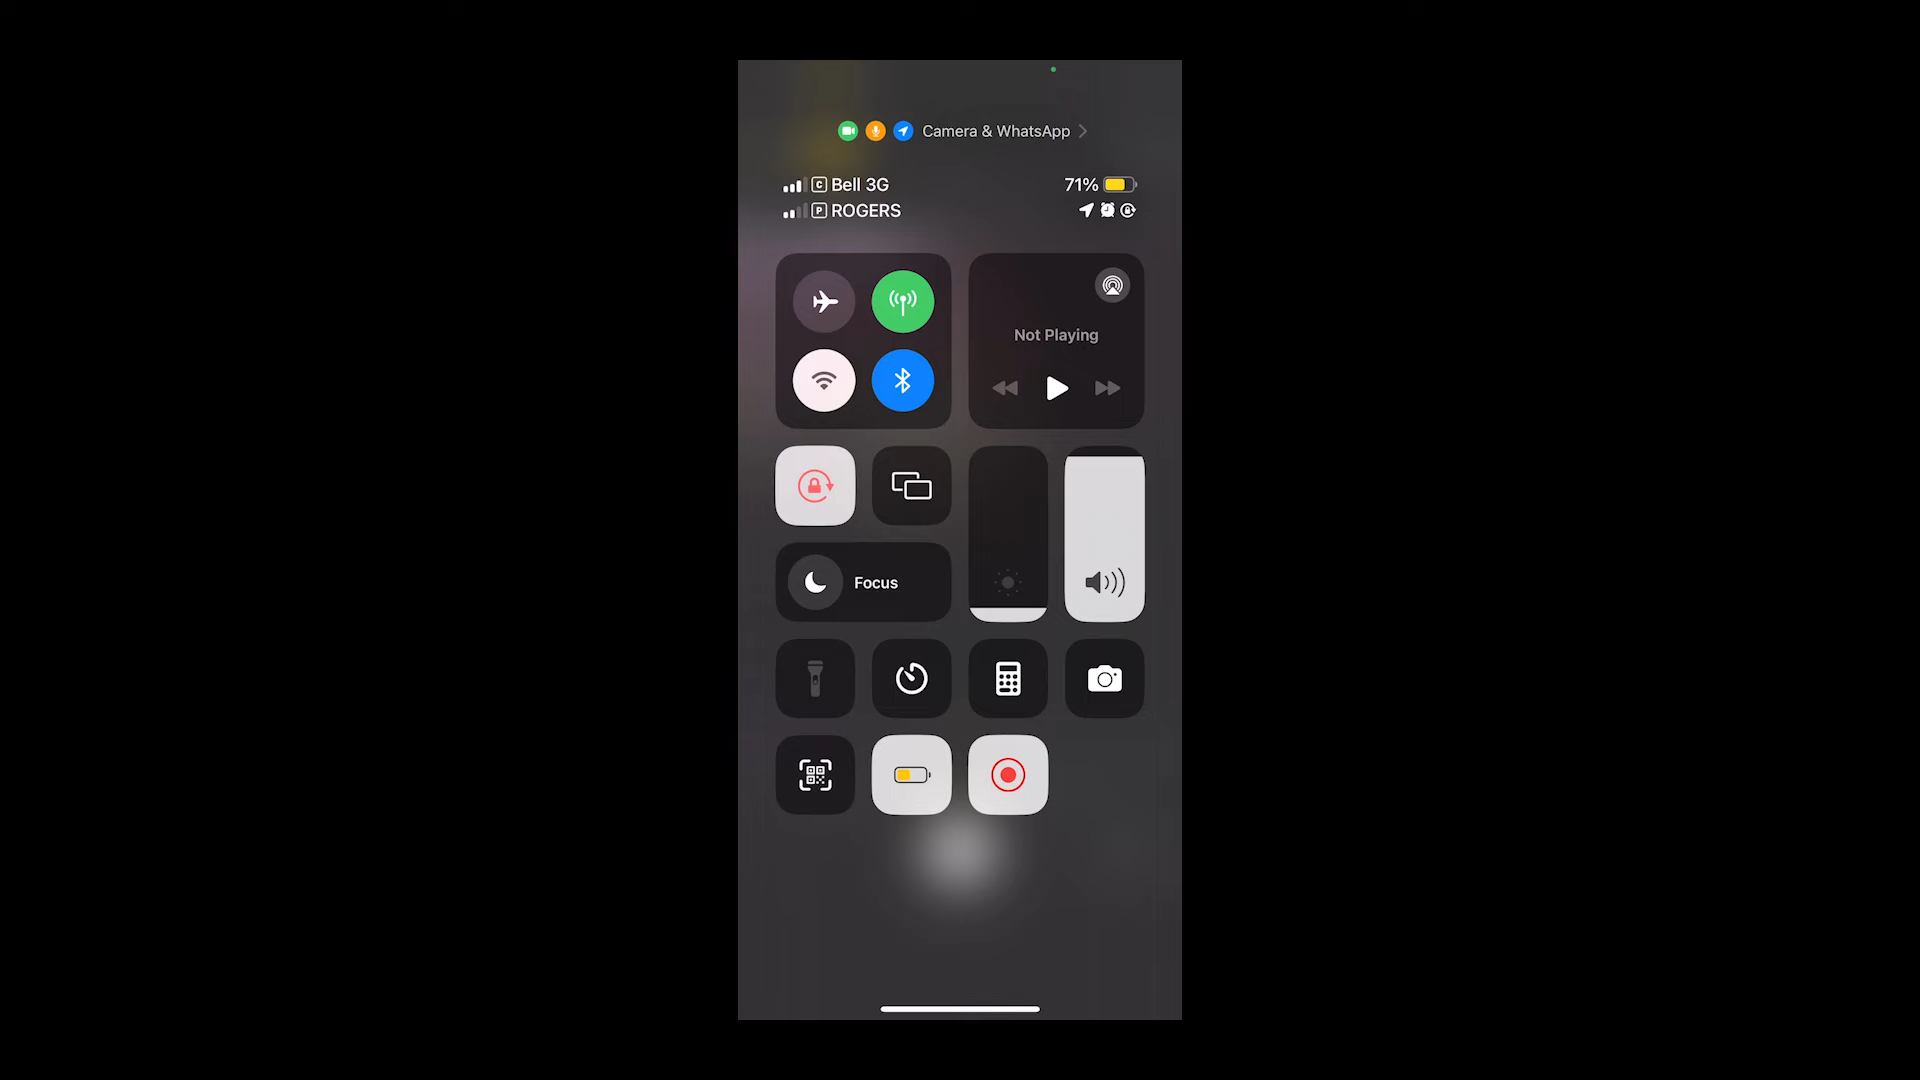 Camera & WhatsApp
C Bell 3G 71%
P ROGERS
Not Playing
Focus